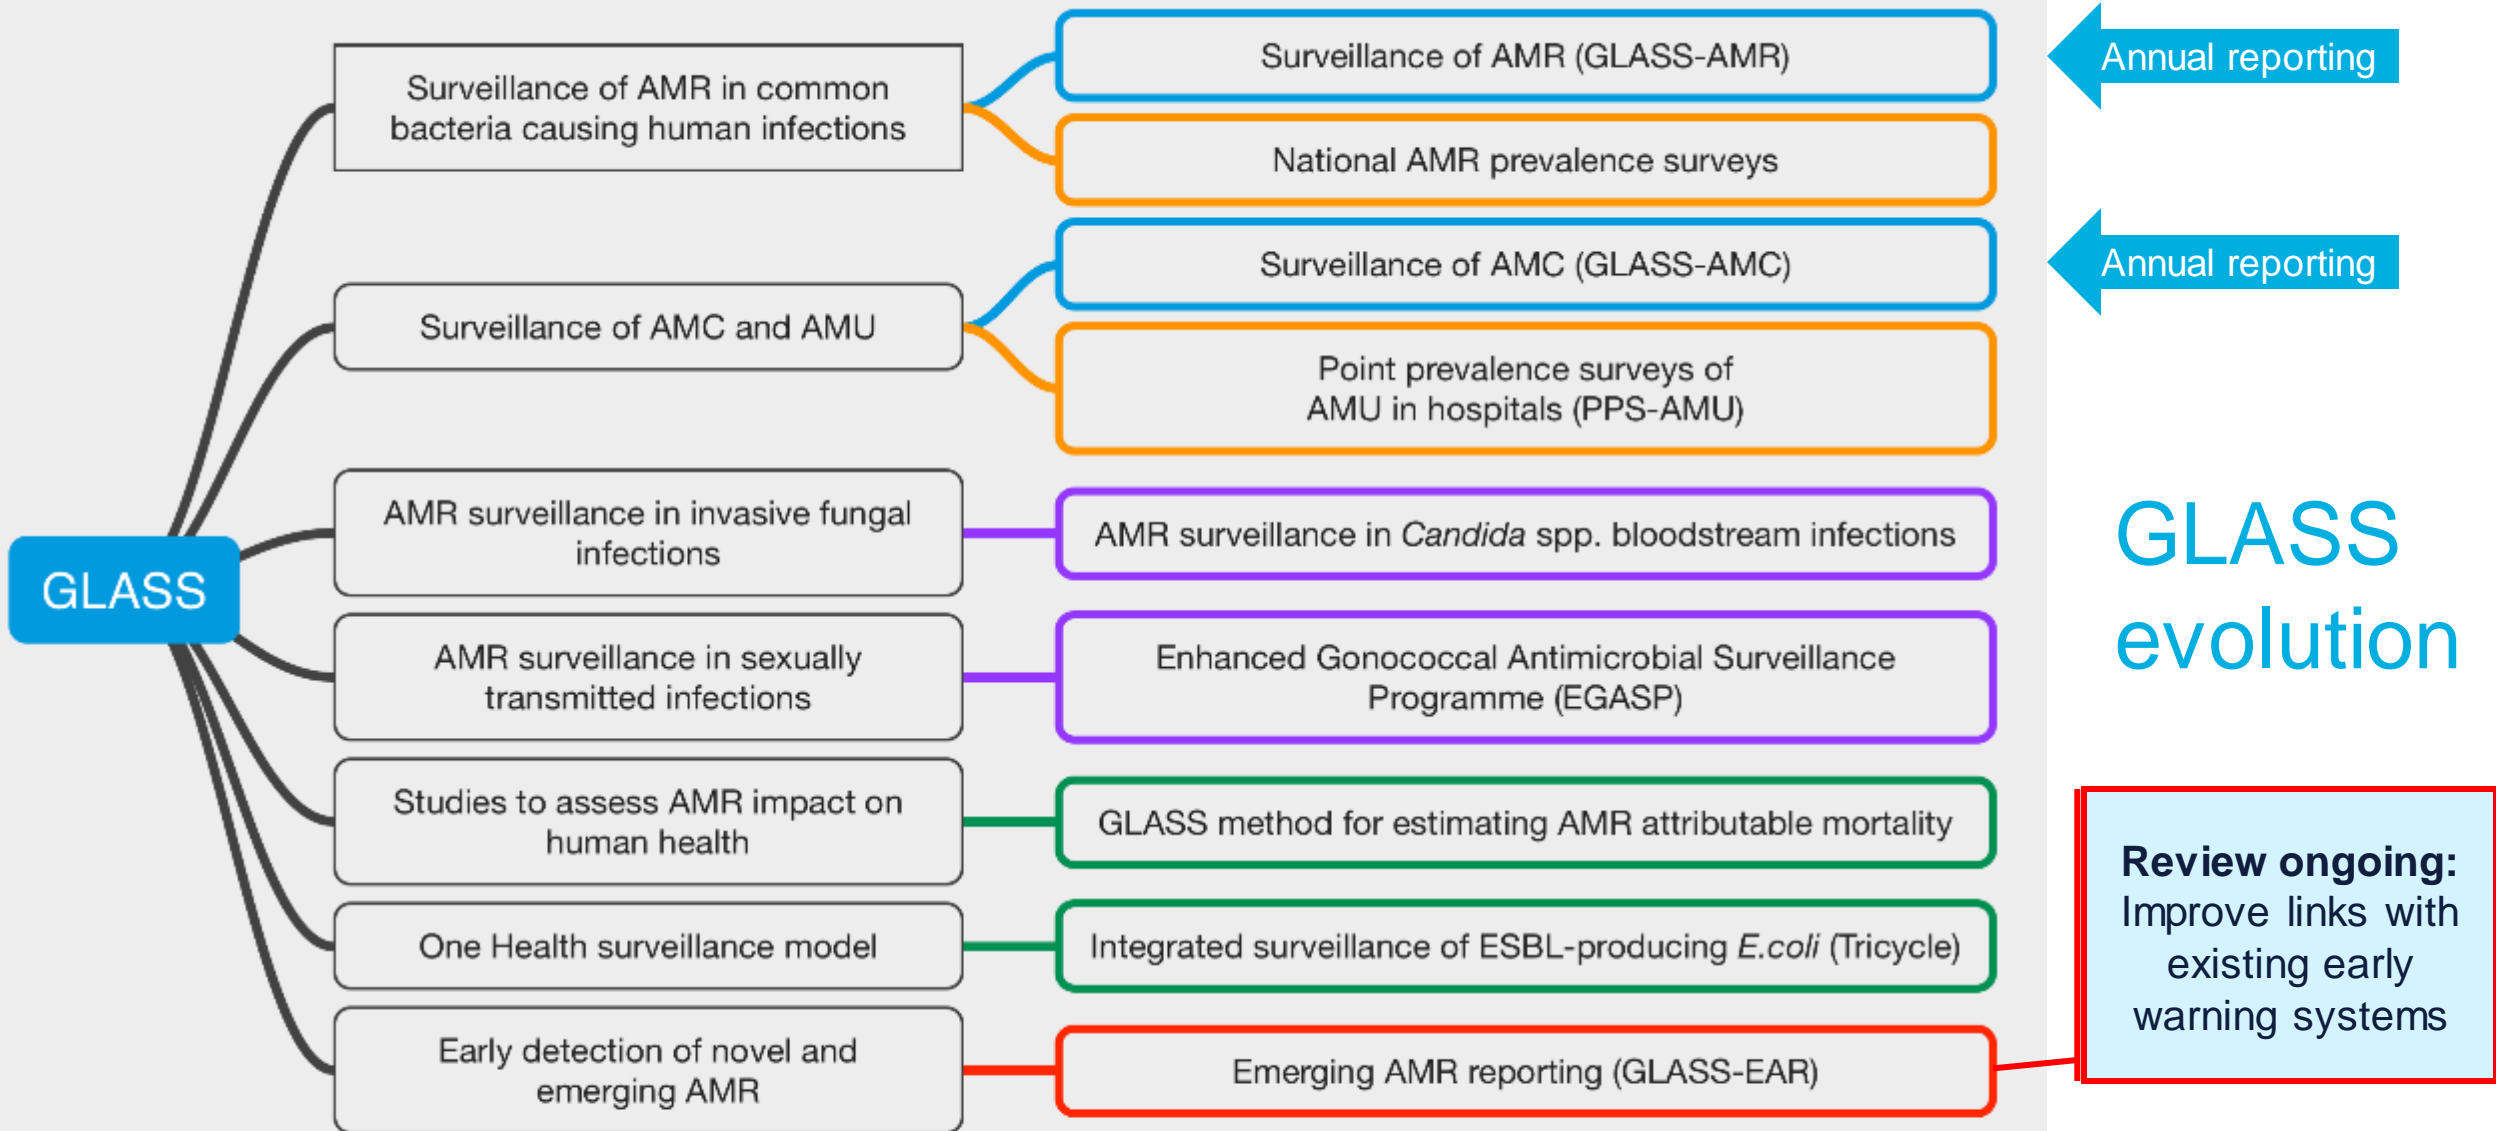 GLASS
Surveillance of AMR in common
bacteria causing human infections
Surveillance of AMR (GLASS-AMR)
Annual reporting
National AMR prevalence surveys
Surveillance of AMC and AMU
Surveillance of AMC (GLASS-AMC)
Annual reporting
Point prevalence surveys of
AMU in hospitals (PPS-AMU)
AMR surveillance in invasive fungal
infections
AMR surveillance in Candida spp. bloodstream infections
AMR surveillance in sexually
transmitted infections
Enhanced Gonococcal Antimicrobial Surveillance
Programme (EGASP)
Studies to assess AMR impact on
human health
GLASS method for estimating AMR attributable mortality
One Health surveillance model
Integrated surveillance of ESBL-producing E.coli (Tricycle)
Early detection of novel and
emerging AMR
Emerging AMR reporting (GLASS-EAR)
GLASS
evolution
Review ongoing:
Improve links with
existing early
warning systems